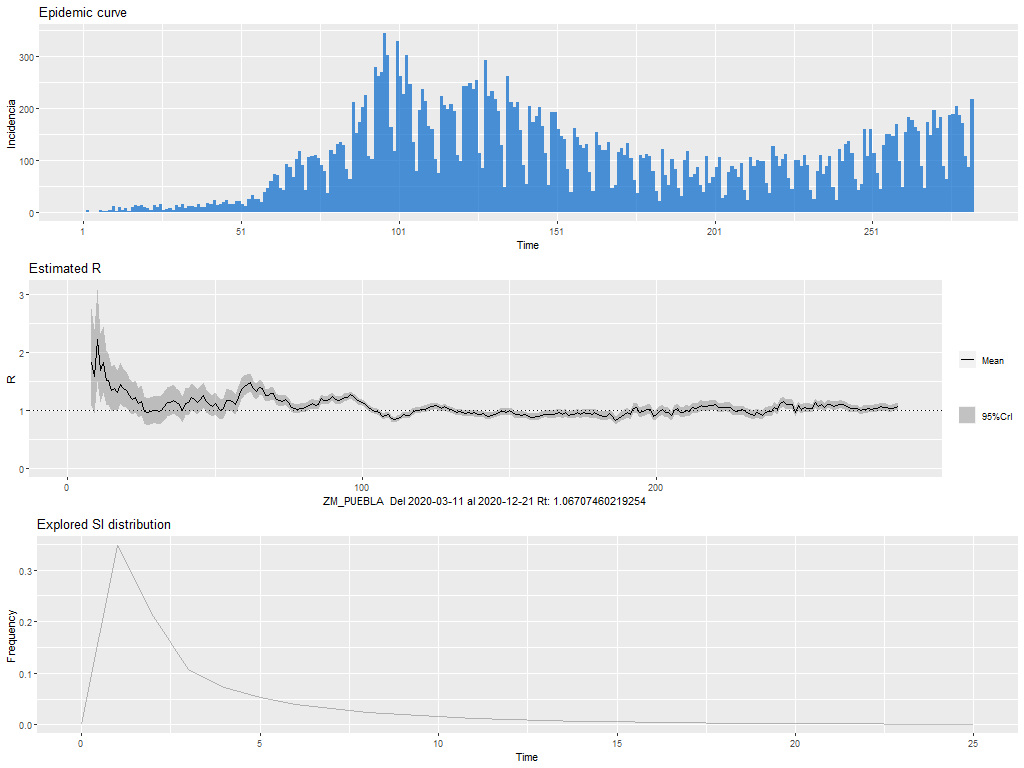 Epidemic curve
300
200
100
0
Incidencia
1 51 101 151 201 251
Time
Estimated R
3
2
1
0
R
Mean
95%CrI
0 100 200
ZM_PUEBLA Del 2020-03-11 al 2020-12-21 Rt: 1.06707460219254
Explored SI distribution
0.3
0.2
0.1
0.0
Frequency
0 5 10 15 20 25
Time